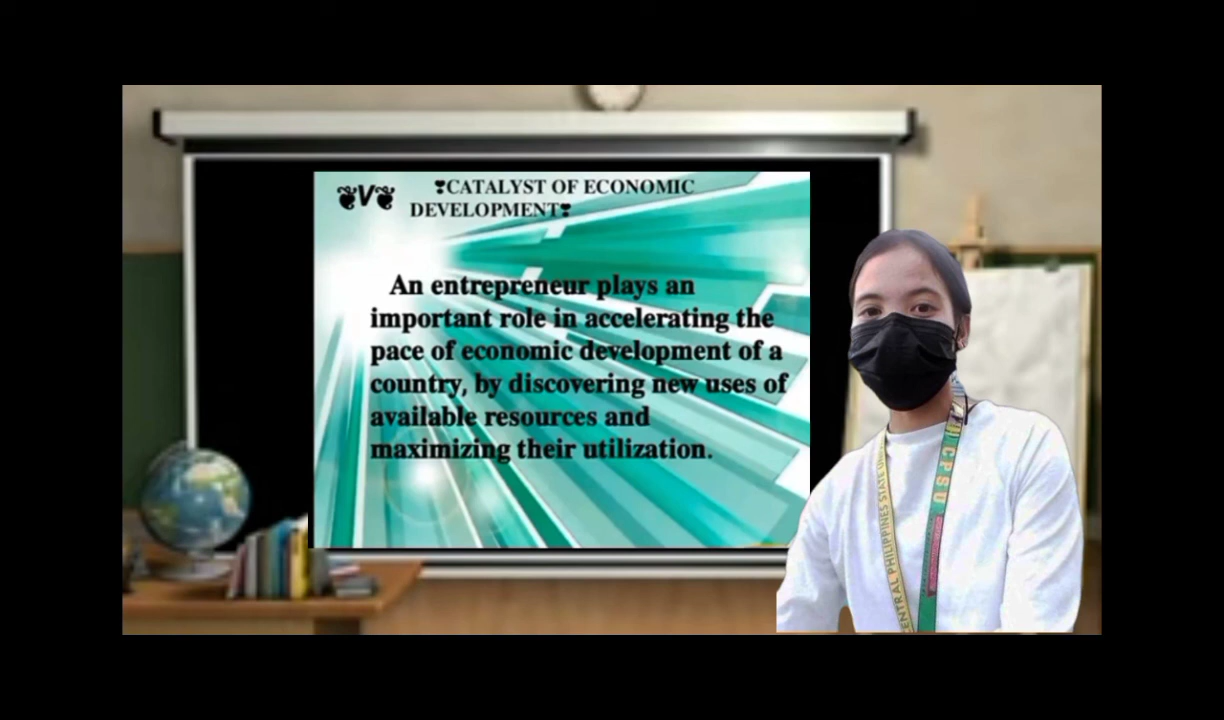 ❦V❦
❣CATALYST OF ECONOMIC
DEVELOPMENT❣
An entrepreneur plays an
important role in accelerating the
pace of economic development of a
country, by discovering new uses of
available resources and
maximizing their utilization.
CPSU
CENTRAL PHILIPPINES STATE